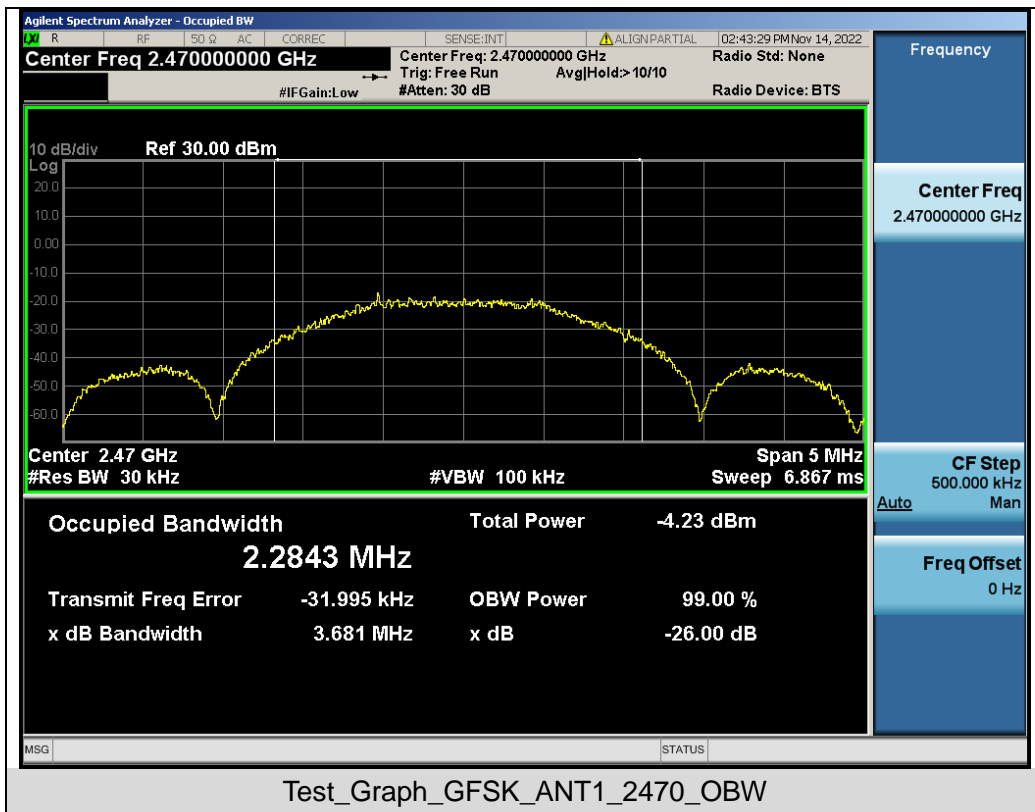 Agilent Spectrum Analyzer - Occupied BW
LXI R RF 50 Ω AC CORREC SENSE:INT ALIGN PARTIAL 02:43:29 PM Nov 14, 2022
Center Freq 2.470000000 GHz
Center Freq: 2.470000000 GHz Radio Std: None
Trig: Free Run Avg|Hold:> 10/10
#IFGain:Low #Atten: 30 dB Radio Device: BTS
10 dB/div Ref 30.00 dBm
Log
20.0
10.0
0.00
-10.0
-20.0
-30.0
-40.0
-50.0
-60.0
Center 2.47 GHz Span 5 MHz
#Res BW 30 kHz #VBW 100 kHz Sweep 6.867 ms
Occupied Bandwidth Total Power -4.23 dBm
2.2843 MHz
Transmit Freq Error -31.995 kHz OBW Power 99.00 %
x dB Bandwidth 3.681 MHz x dB -26.00 dB
Frequency
Center Freq
2.470000000 GHz
CF Step
500.000 kHz
Auto Man
Freq Offset
0 Hz
MSG STATUS
Test_Graph_GFSK_ANT1_2470_OBW